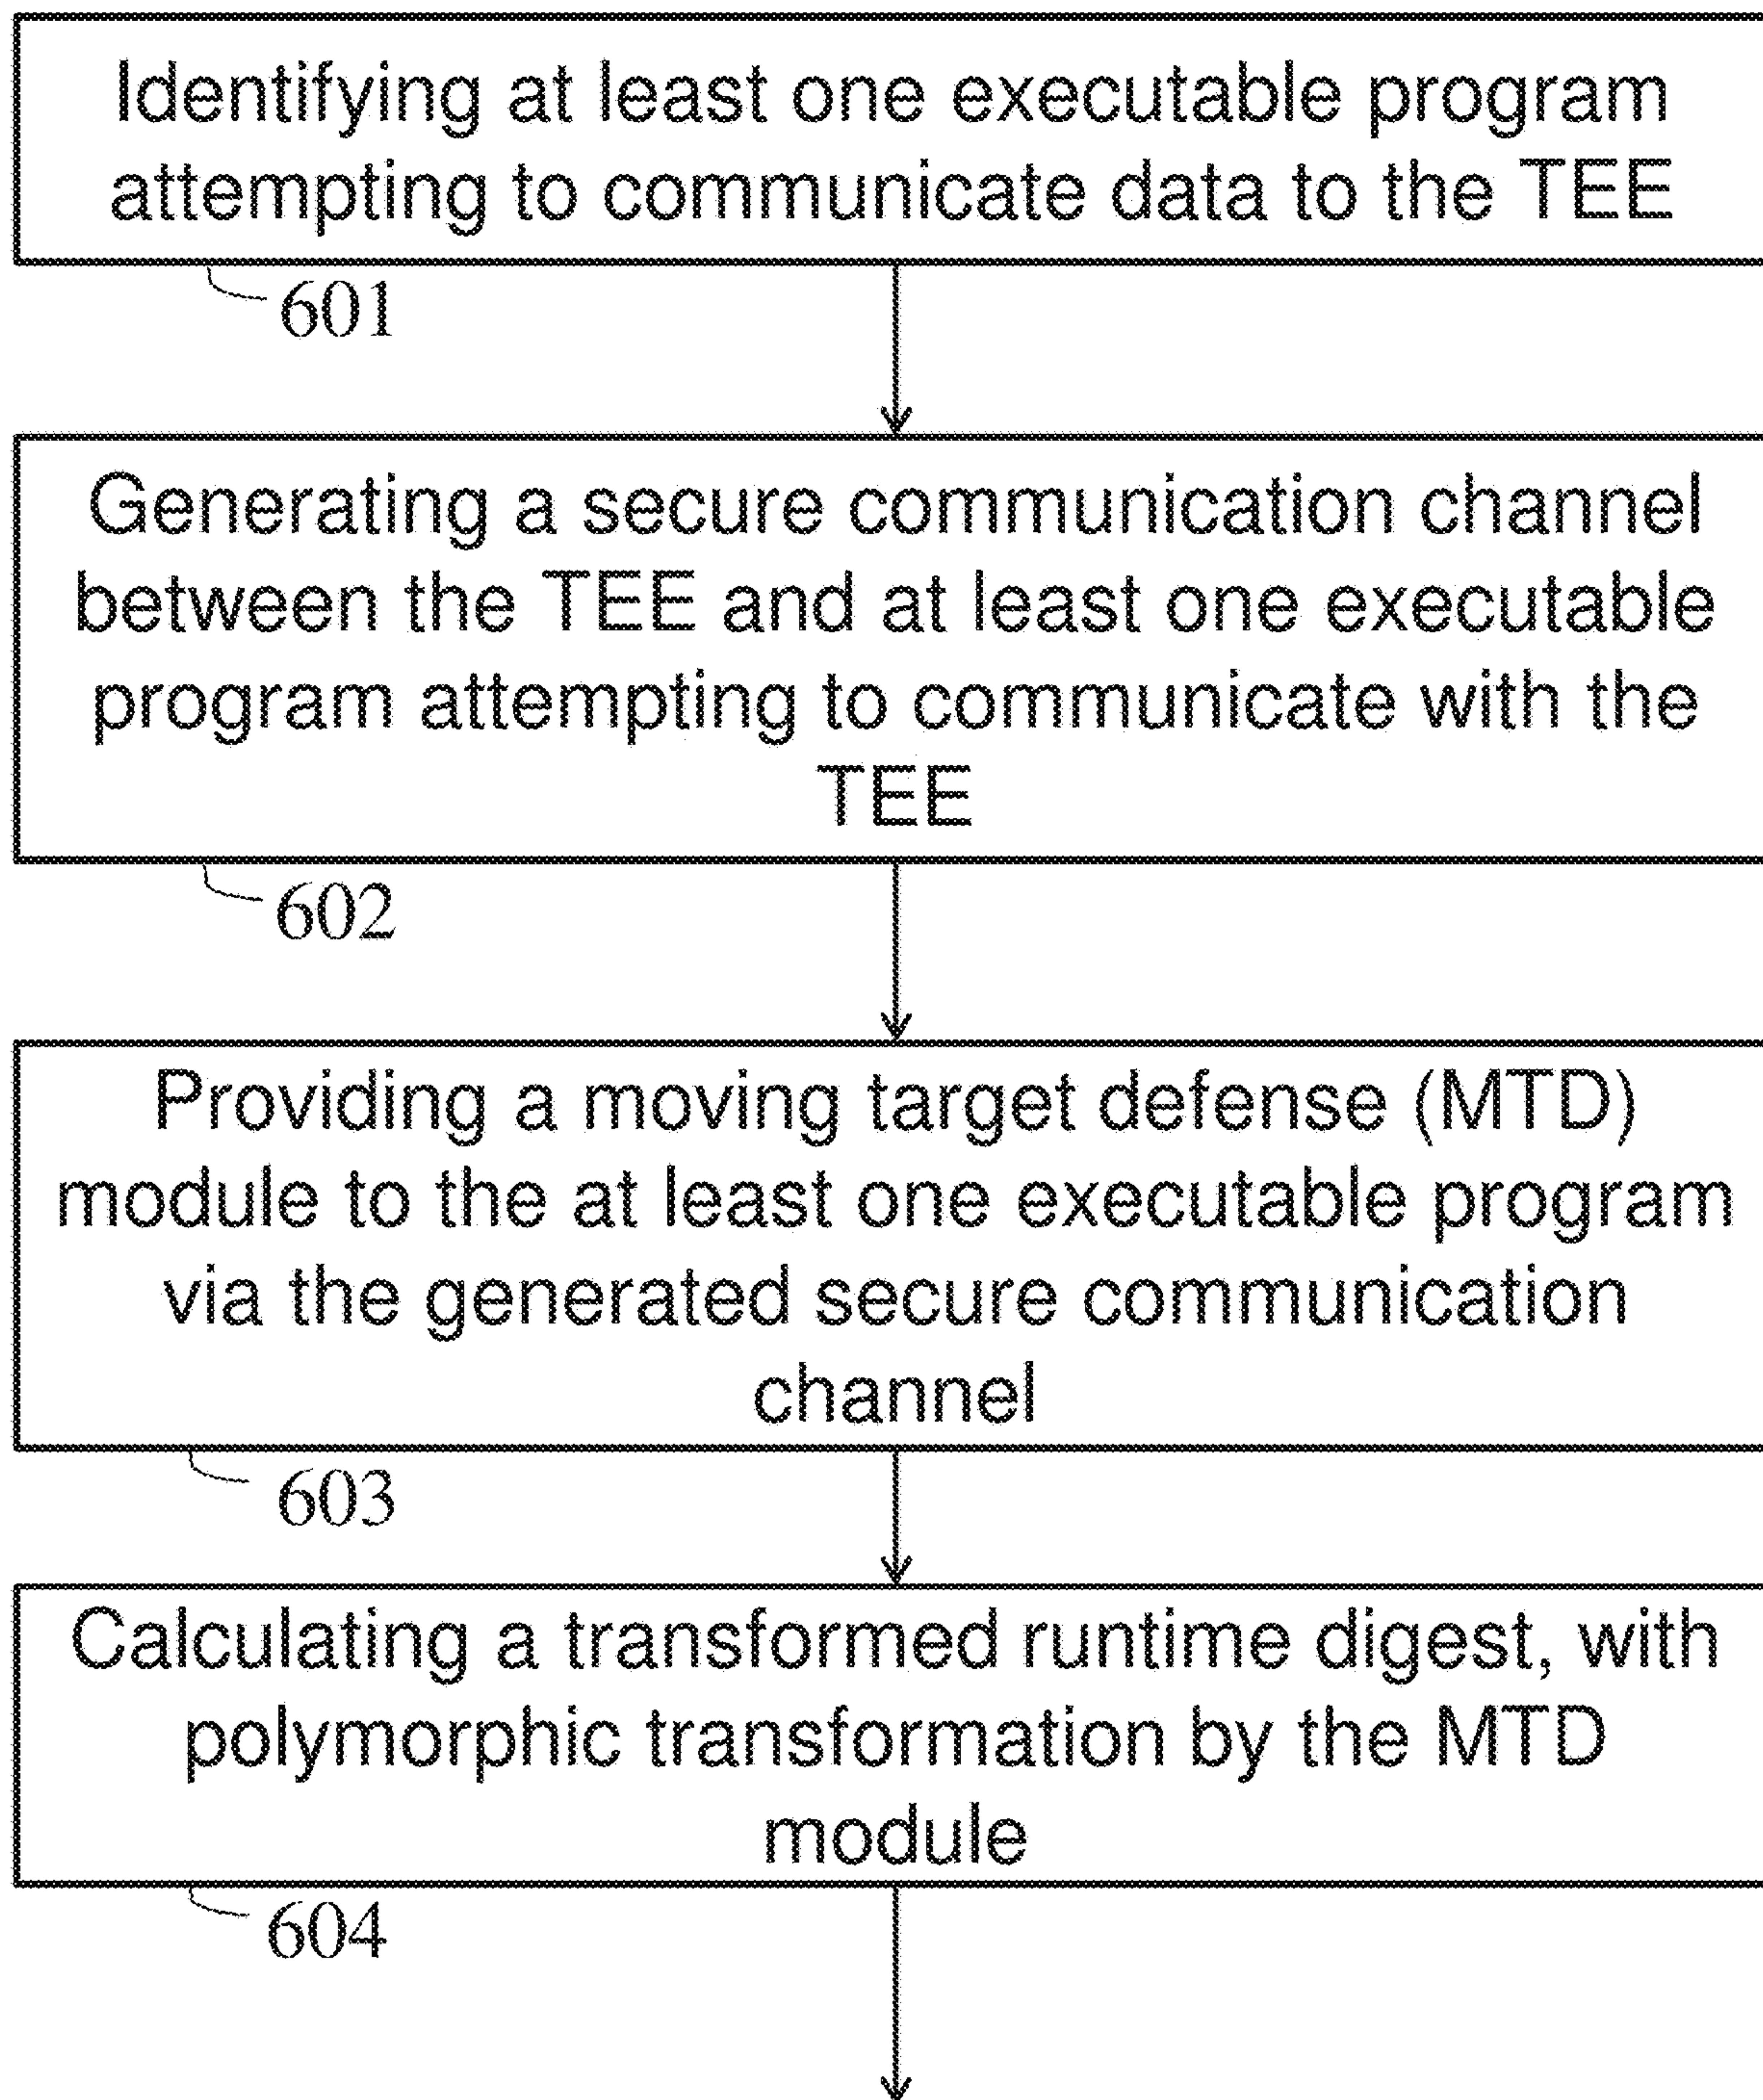 Identifying at least one executable program
attempting to communicate data to the TEE
601
Generating a secure communication channel
between the TEE and at least one executable
program attempting to communicate with the
TEE
602
Providing a moving target defense (MTD)
module to the at least one executable program
via the generated secure communication
channel
603
Calculating a transformed runtime digest, with
polymorphic transformation by the MTD
module
604